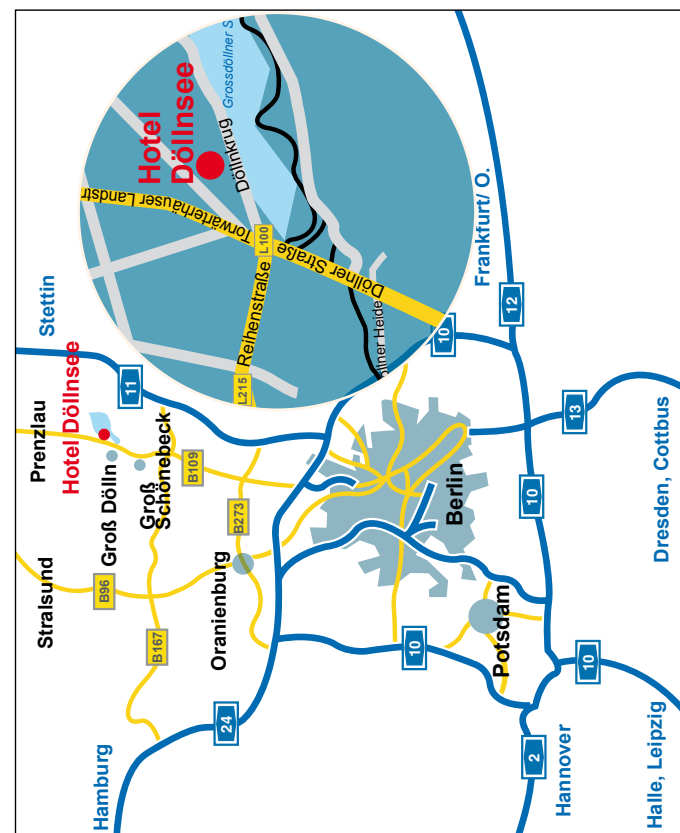 Grossdöllner S
Hotel
Döllnsee
Döllnkrug
Torwärterhäuser Landstr
L100
Döllner Straße
Reihenstraße
L215
llner Heide
Stettin
11
Prenzlau
Hotel Döllnsee
Groß Dölln
Groß
Schönebeck
B109
B273
Stralsund
B96
B167
Oranienburg
Hamburg
24
10
Frankfurt/ O.
12
13
10
Dresden, Cottbus
Berlin
Potsdam
10
10
2
Hannover
Halle, Leipzig